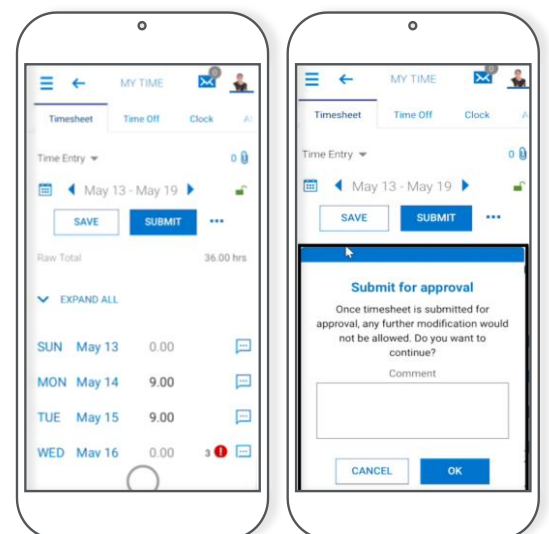 MY TIME 0
Timesheet Time Off Clock
Time Entry 0
May 13 - May 19
SAVE SUBMIT
Raw Total 36.00 hrs
EXPAND ALL
SUN May 13 0.00
MON May 14 9.00
TUE May 15 9.00
WED May 16 0.00 3
MY TIME 0
Timesheet Time Off Clock A
Time Entry 0
May 13 - May 19
SAVE SUBMIT
Submit for approval
Once timesheet is submitted for
approval, any further modification would
not be allowed. Do you want to
continue?
Comment
CANCEL OK